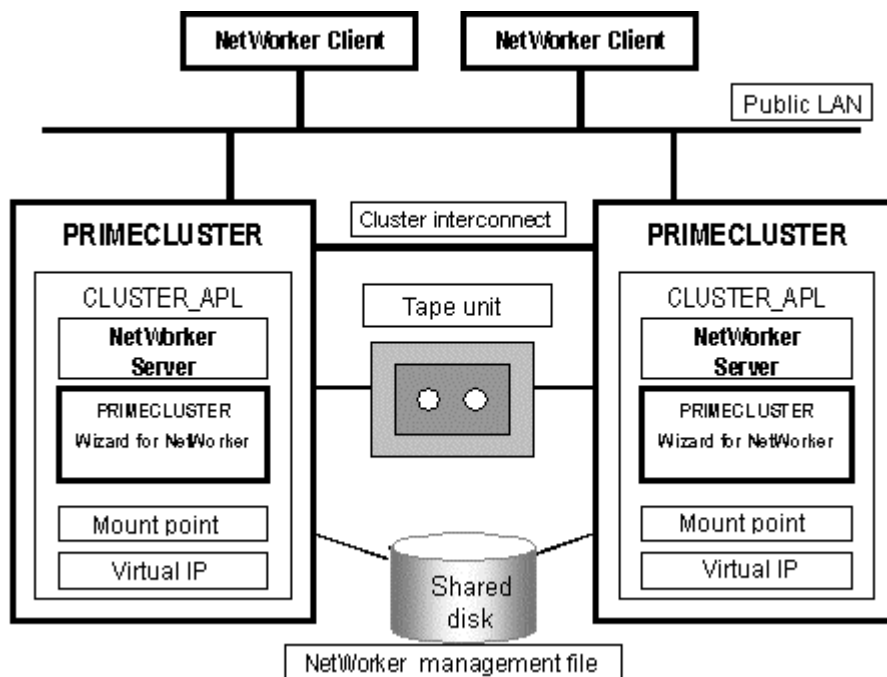 NetWorker Client
NetWorker Client
Public LAN
PRIMECLUSTER
Cluster interconnect
PRIMECLUSTER
CLUSTER_APL
Tape unit
CLUSTER_APL
NetWorker
Server
NetWorker
Server
PRIMECLUSTER
Wizard for NetWorker
PRIMECLUSTER
Wizard for NetWorker
Mount point
Mount point
Virtual IP
Shared
disk
Virtual IP
NetWorker management file